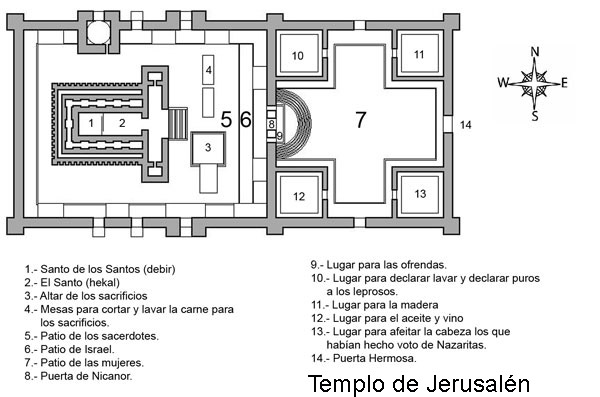 10
11
N
4
W
E
S
1
2
5
6
8
9
7
14
3
12
13
1.- Santo de los Santos (debir)
2.- El Santo (hekal)
3.- Altar de los sacrificios
4.- Mesas para cortar y lavar la carne para
los sacrificios.
5.- Patio de los sacerdotes.
6.- Patio de Israel.
7.- Patio de las mujeres.
8.- Puerta de Nicanor.
9.- Lugar para las ofrendas.
10.- Lugar para declarar lavar y declarar puros
a los leprosos.
11.- Lugar para la madera
12.- Lugar para el aceite y vino
13.- Lugar para afeitar la cabeza los que
habían hecho voto de Nazaritas.
14.- Puerta Hermosa.
Templo de Jerusalén